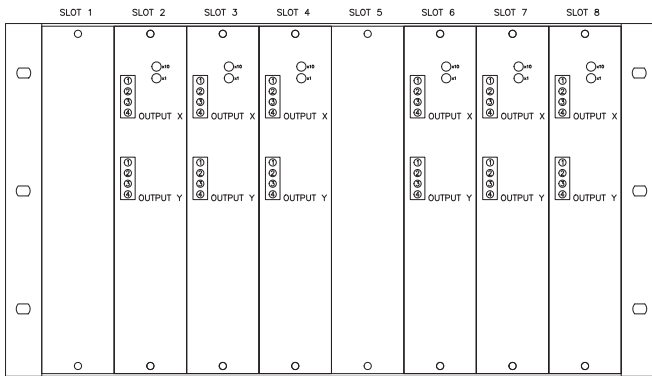 SLOT 1 SLOT 2 SLOT 3 SLOT 4 SLOT 5 SLOT 6 SLOT 7 SLOT 8
x10 x10 x10 x10 x10 x10
x1 x1 x1 x1 x1 x1
1 1 1 1 1 1
2 2 2 2 2 2
3 3 3 3 3 3
4 OUTPUT X 4 OUTPUT X 4 OUTPUT X 4 OUTPUT X 4 OUTPUT X 4 OUTPUT X
1 1 1 1 1 1
2 2 2 2 2 2
3 3 3 3 3 3
4 OUTPUT Y 4 OUTPUT Y 4 OUTPUT Y 4 OUTPUT Y 4 OUTPUT Y 4 OUTPUT Y